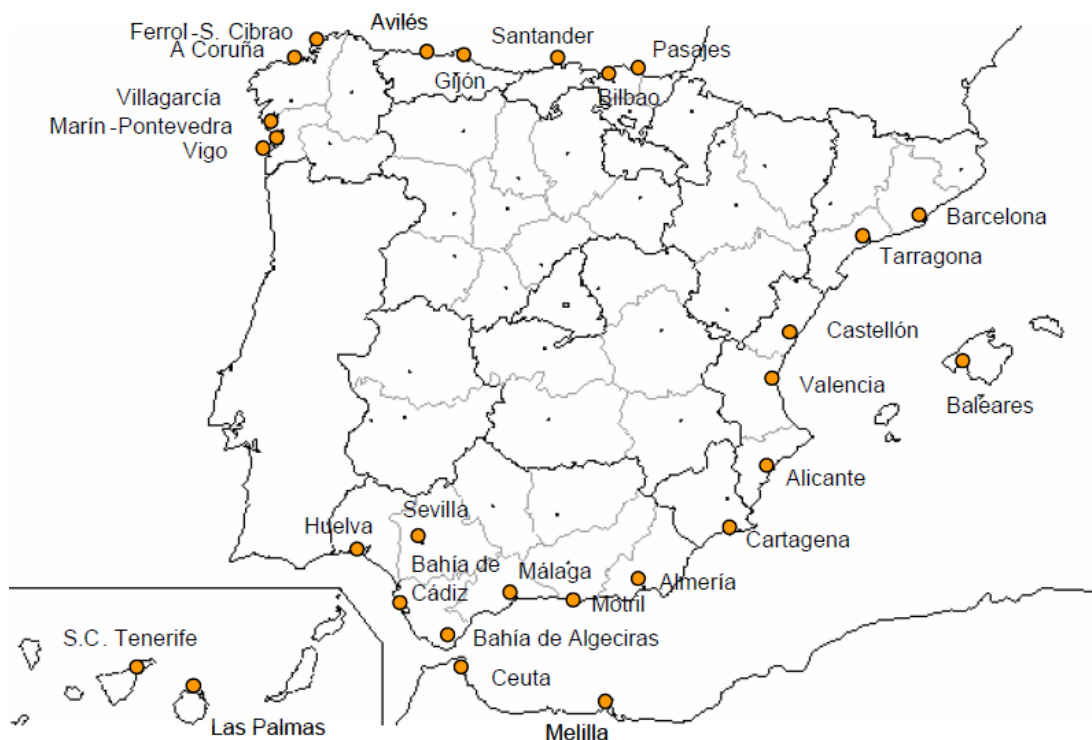 Avilés
Ferrol -S. Cibrao
Santander
A Coruña
Pasajes
Gijón
Bilbao
Villagarcía
Marín -Pontevedra
Vigo
Barcelona
Tarragona
Castellón
Valencia
Baleares
Alicante
Sevilla
Huelva
Cartagena
Bahía de
Cádiz
Málaga
Almería
Motril
Bahía de Algeciras
S.C. Tenerife
Ceuta
Las Palmas
Melilla